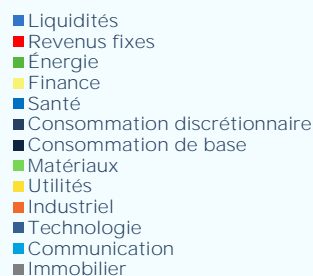 Liquidités
Revenus fixes
Énergie
Finance
Santé
Consommation discrétionnaire
Consommation de base
Matériaux
Utilités
Industriel
Technologie
Communication
Immobilier